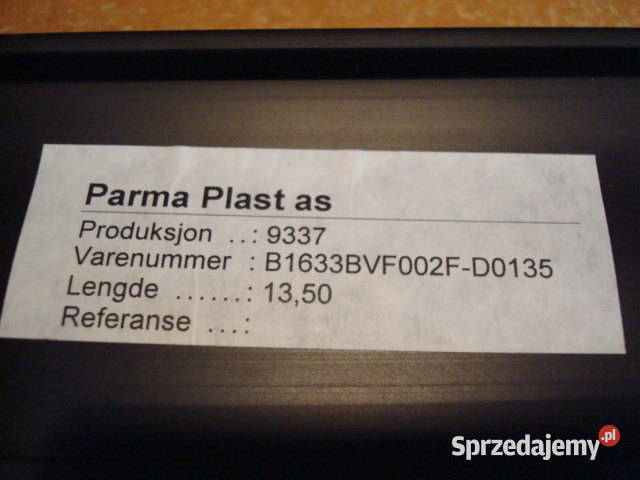 Parma Plast as
Produksjon ..: 9337
Varenummer : B1633BVF002F-D0135
Lengde ......: 13,50
Referanse ...:
Sprzedajemy.pl